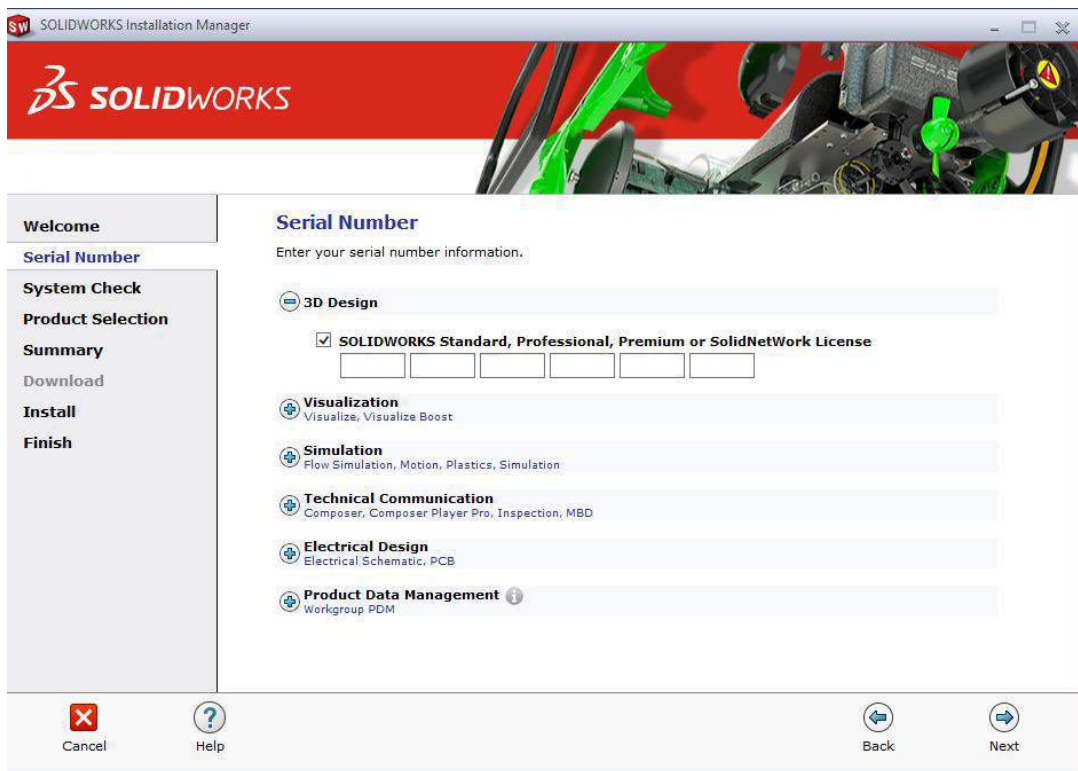 SOLIDWORKS Installation Manager
SOLIDWORKS
Welcome
Serial Number
System Check
Product Selection
Summary
Download
Install
Finish
Serial Number
Enter your serial number information.
3D Design
SOLIDWORKS Standard, Professional, Premium or SolidNetWork License
Visualization
Visualize, Visualize Boost
Simulation
Flow Simulation, Motion, Plastics, Simulation
Technical Communication
Composer, Composer Player Pro, Inspection, MBD
Electrical Design
Electrical Schematic, PCB
Product Data Management
Workgroup PDM
Cancel
Help
Back
Next